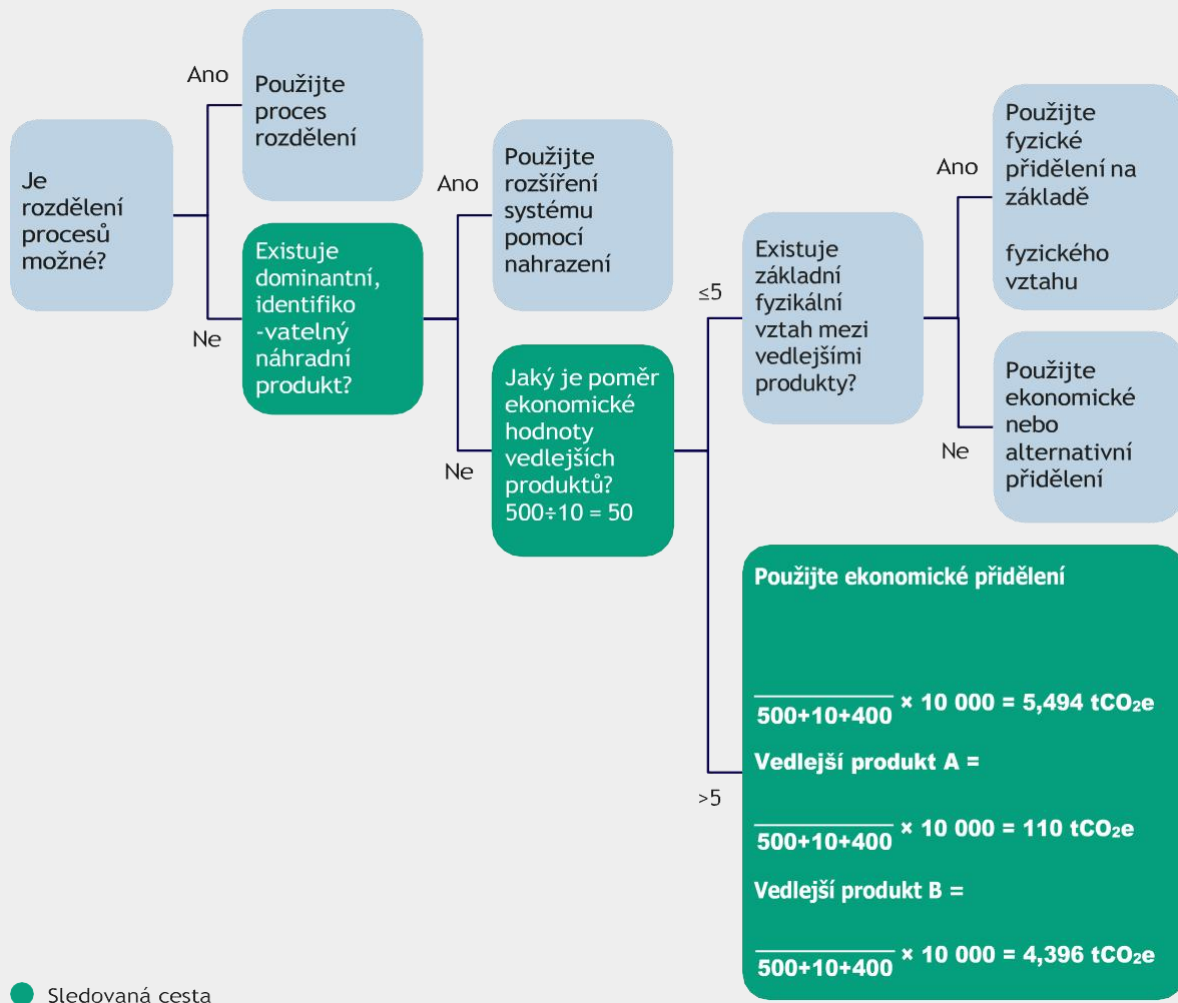 Je
rozdělení
procesů
možné?
Ano
Použijte
proces
rozdělení
Ne
Existuje
dominantní,
identifiko
-vatelný
náhradní
produkt?
Ano
Použijte
rozšíření
systému
pomocí
nahrazení
Ne
Jaký je poměr
ekonomické
hodnoty
vedlejších
produktů?
500÷10 = 50
≤5
Existuje
základní
fyzikální
vztah mezi
vedlejšími
produkty?
Ano
Použijte
fyzické
přidělení na
základě
fyzického
vztahu
Ne
Použijte
ekonomické
nebo
alternativní
přidělení
>5
Použijte ekonomické přidělení
500+10+400 × 10 000 = 5,494 tCO₂e
Vedlejší produkt A =
500+10+400 × 10 000 = 110 tCO₂e
Vedlejší produkt B =
500+10+400 × 10 000 = 4,396 tCO₂e
Sledovaná cesta